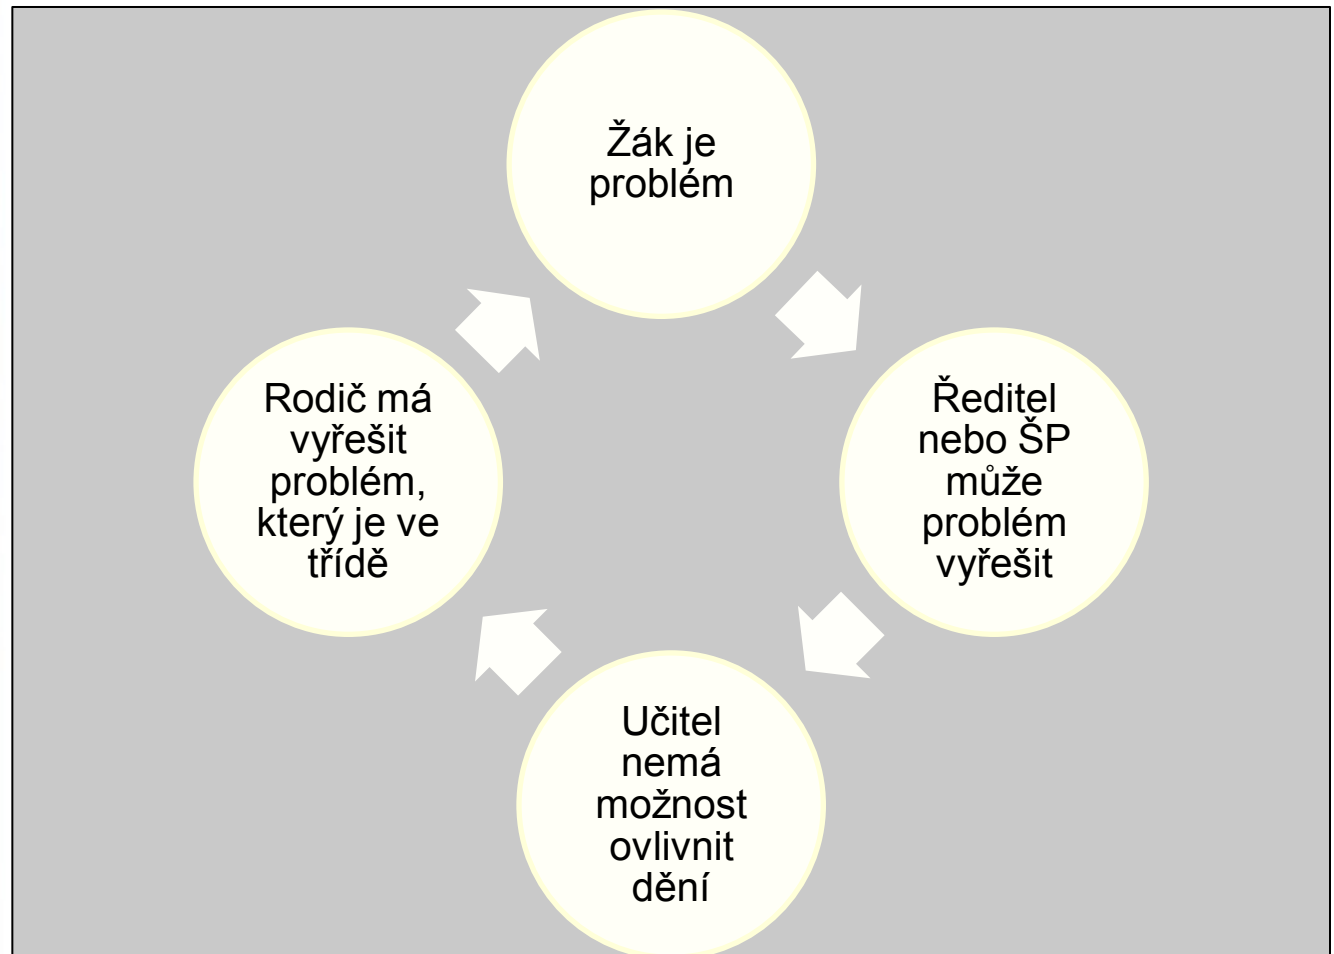 Žák je
problém
Ředitel
nebo ŠP
může
problém
vyřešit
Učitel
nemá
možnost
ovlivnit
dění
Rodič má
vyřešit
problém,
který je ve
třídě